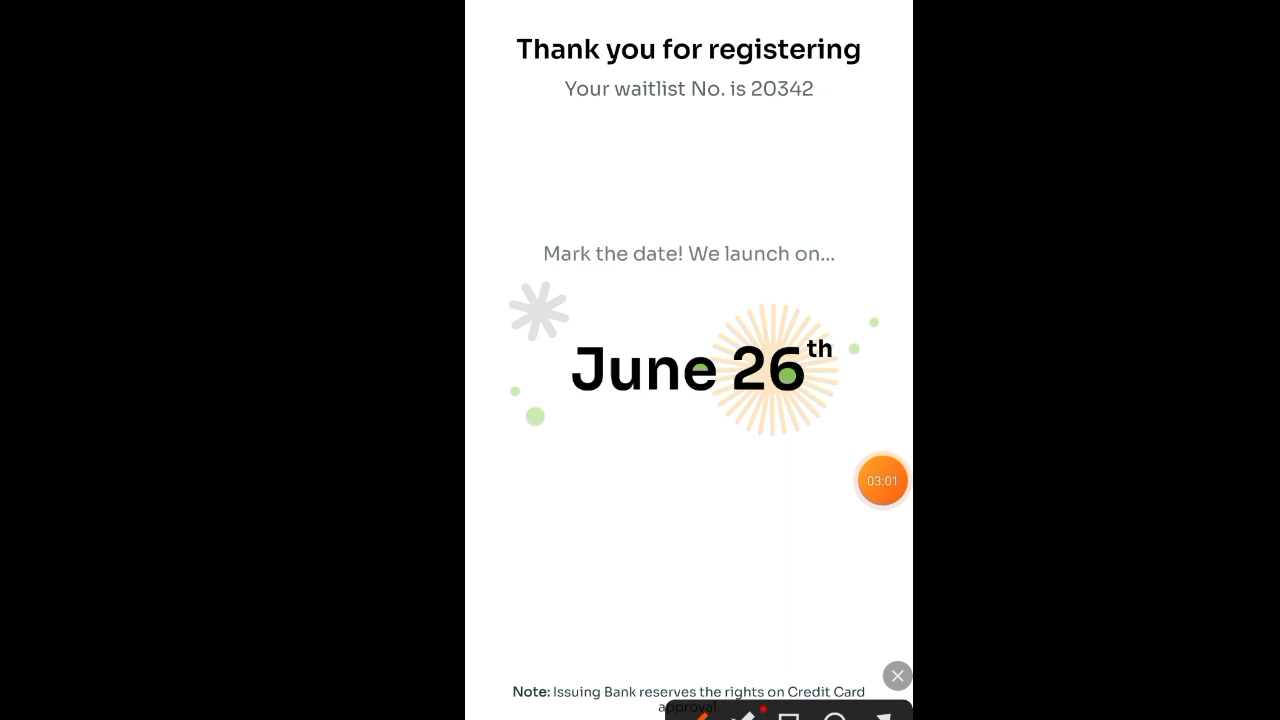 Thank you for registering
Your waitlist No. is 20342
Mark the date! We launch on...
June 26th
03:01
Note: Issuing Bank reserves the rights on Credit Card
approval.